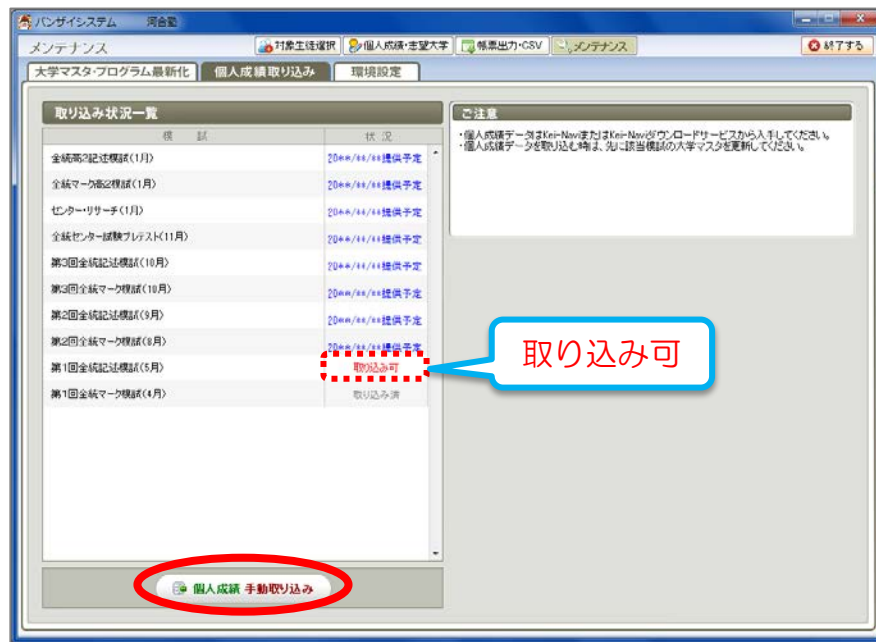 バンザイシステム 河合塾
メンテナンス 対象生徒選択 個人成績・志望大学 帳票出力・CSV メンテナンス 終了する
大学マスタ・プログラム最新化 個人成績取り込み 環境設定
取り込み状況一覧
模 試 状 況
全統高2記述模試(1月) 20**/**/**提供予定
全統マーク高2模試(1月) 20**/**/**提供予定
センター・リサーチ(1月) 20**/**/**提供予定
全統センター試験プレテスト(11月) 20**/**/**提供予定
第3回全統記述模試(10月) 20**/**/**提供予定
第3回全統マーク模試(10月) 20**/**/**提供予定
第2回全統記述模試(9月) 20**/**/**提供予定
第2回全統マーク模試(8月) 20**/**/**提供予定
第1回全統記述模試(5月) 取り込み可
第1回全統マーク模試(4月) 取り込み済
個人成績 手動取り込み
ご注意
・個人成績データはKei-NaviまたはKei-Naviダウンロードサービスから入手してください。
・個人成績データを取り込む時は、先に該当模試の大学マスタを更新してください。
取り込み可